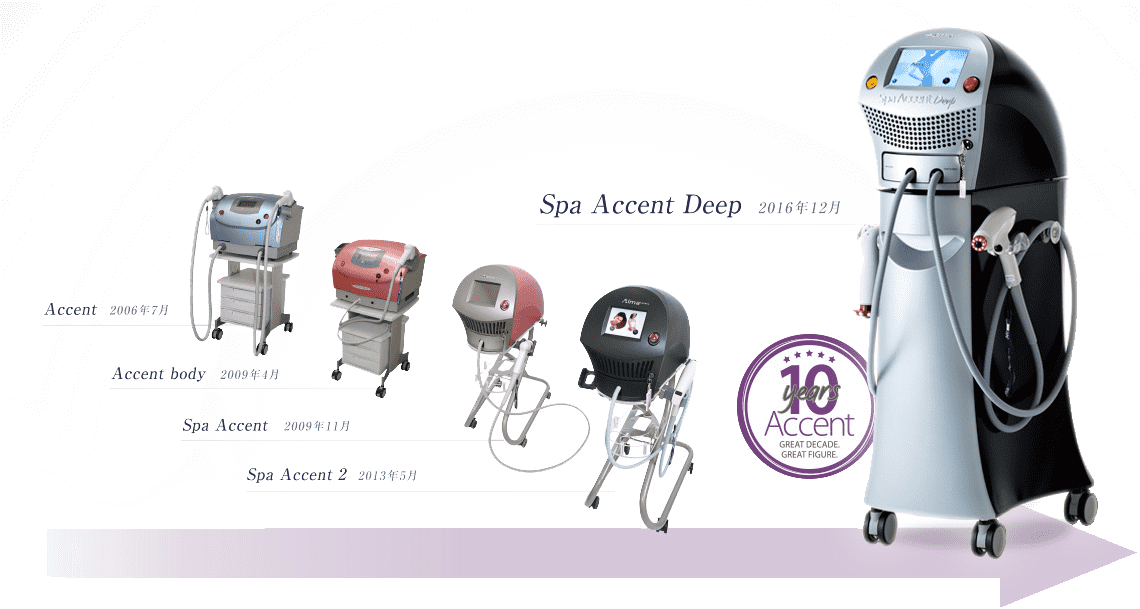 Spa Accent Deep 2016年12月
Accent 2006年7月
Accent body 2009年4月
Spa Accent 2009年11月
Spa Accent 2 2013年5月
10
years
Accent
GREAT DECADE.
GREAT FIGURE.
Spa Accent Deep
Alma